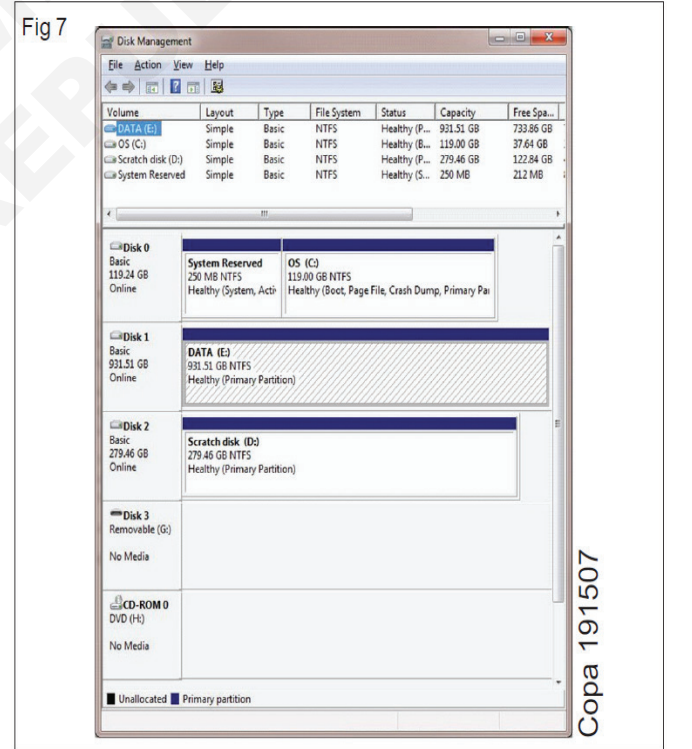 Fig 7
Disk Management
File Action View Help
Volume Layout Type File System Status Capacity Free Spa...
DATA (E:) Simple Basic NTFS Healthy (P... 931.51 GB 733.86 GB
OS (C:) Simple Basic NTFS Healthy (B... 119.00 GB 37.64 GB
Scratch disk (D:) Simple Basic NTFS Healthy (P... 279.46 GB 122.84 GB
System Reserved Simple Basic NTFS Healthy (S... 250 MB 212 MB
Disk 0
Basic
119.24 GB
Online
System Reserved
250 MB NTFS
Healthy (System, Acti
OS (C:)
119.00 GB NTFS
Healthy (Boot, Page File, Crash Dump, Primary Pa
Disk 1
Basic
931.51 GB
Online
DATA (E:)
931.51 GB NTFS
Healthy (Primary Partition)
Disk 2
Basic
279.46 GB
Online
Scratch disk (D:)
279.46 GB NTFS
Healthy (Primary Partition)
Disk 3
Removable (G:)
No Media
CD-ROM 0
DVD (H:)
No Media
Unallocated Primary partition
Copa 191507